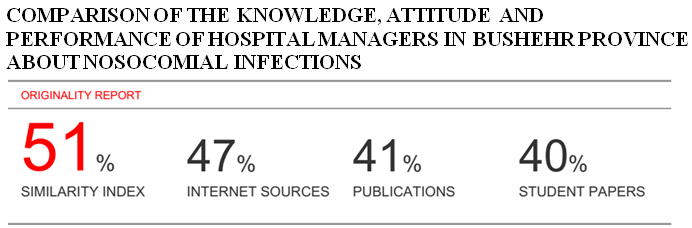 COMPARISON OF THE KNOWLEDGE, ATTITUDE AND
PERFORMANCE OF HOSPITAL MANAGERS IN BUSHEHR PROVINCE
ABOUT NOSOCOMIAL INFECTIONS
ORIGINALITY REPORT
51% 47% 41% 40%
SIMILARITY INDEX INTERNET SOURCES PUBLICATIONS STUDENT PAPERS